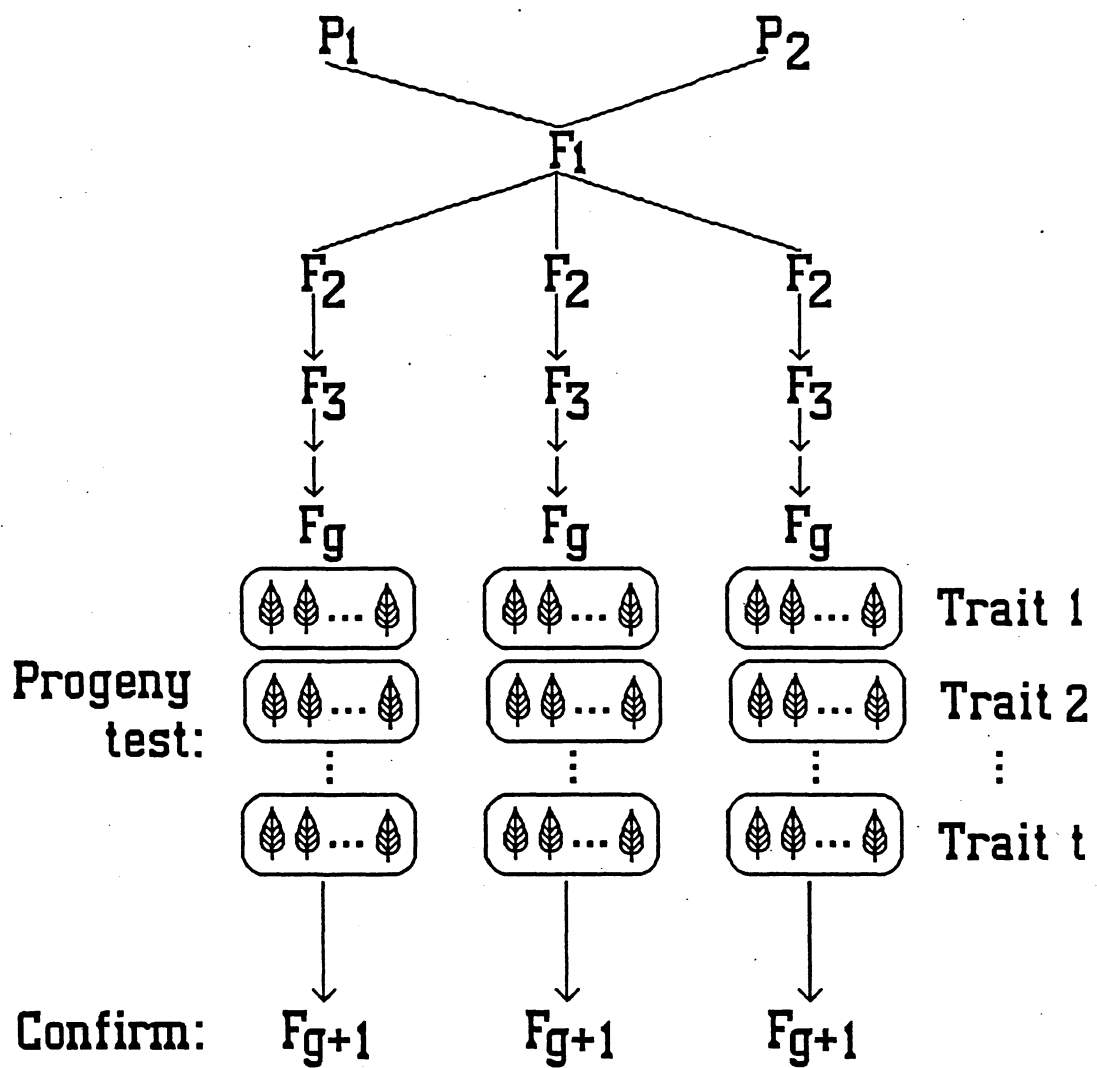 P1 P2
F1
F2 F2 F2
F3 F3 F3
Fg Fg Fg
... ... ... Trait 1
Progeny
test:
... ... ... Trait 2
⋮ ⋮ ⋮ ⋮
... ... ... Trait t
Confirm: Fg+1 Fg+1 Fg+1